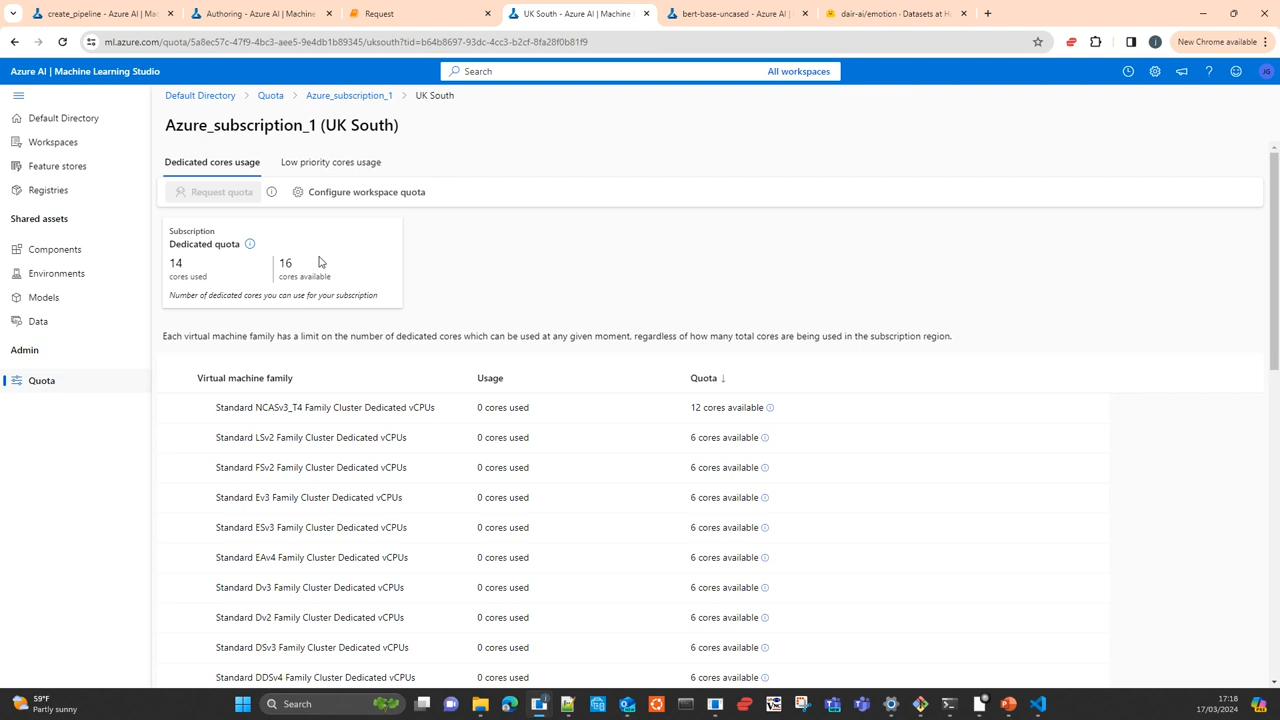 create_pipeline - Azure AI | Mac
Authoring - Azure AI | Machine
Request
UK South - Azure AI | Machine
bert-base-uncased - Azure AI |
dair-ai/emotion · Datasets at H
ml.azure.com/quota/5a8ec57c-47f9-4bc3-aee5-9e4db1b89345/uksouth?tid=b64b8697-93dc-4cc3-b2cf-8fa28f0b81f9
New Chrome available
Azure AI | Machine Learning Studio
Search
All workspaces
JG
Default Directory
Workspaces
Feature stores
Registries
Shared assets
Components
Environments
Models
Data
Admin
Quota
Default Directory > Quota > Azure_subscription_1 > UK South
Azure_subscription_1 (UK South)
Dedicated cores usage
Low priority cores usage
Request quota
Configure workspace quota
Subscription
Dedicated quota
14
cores used
16
cores available
Number of dedicated cores you can use for your subscription
Each virtual machine family has a limit on the number of dedicated cores which can be used at any given moment, regardless of how many total cores are being used in the subscription region.
Virtual machine family Usage Quota ↓
Standard NCASv3_T4 Family Cluster Dedicated vCPUs 0 cores used 12 cores available
Standard LSv2 Family Cluster Dedicated vCPUs 0 cores used 6 cores available
Standard FSv2 Family Cluster Dedicated vCPUs 0 cores used 6 cores available
Standard Ev3 Family Cluster Dedicated vCPUs 0 cores used 6 cores available
Standard ESv3 Family Cluster Dedicated vCPUs 0 cores used 6 cores available
Standard EAv4 Family Cluster Dedicated vCPUs 0 cores used 6 cores available
Standard Dv3 Family Cluster Dedicated vCPUs 0 cores used 6 cores available
Standard Dv2 Family Cluster Dedicated vCPUs 0 cores used 6 cores available
Standard DSv3 Family Cluster Dedicated vCPUs 0 cores used 6 cores available
Standard DDSv4 Family Cluster Dedicated vCPUs 0 cores used 6 cores available
59°F
Partly sunny
Search
17:18
17/03/2024